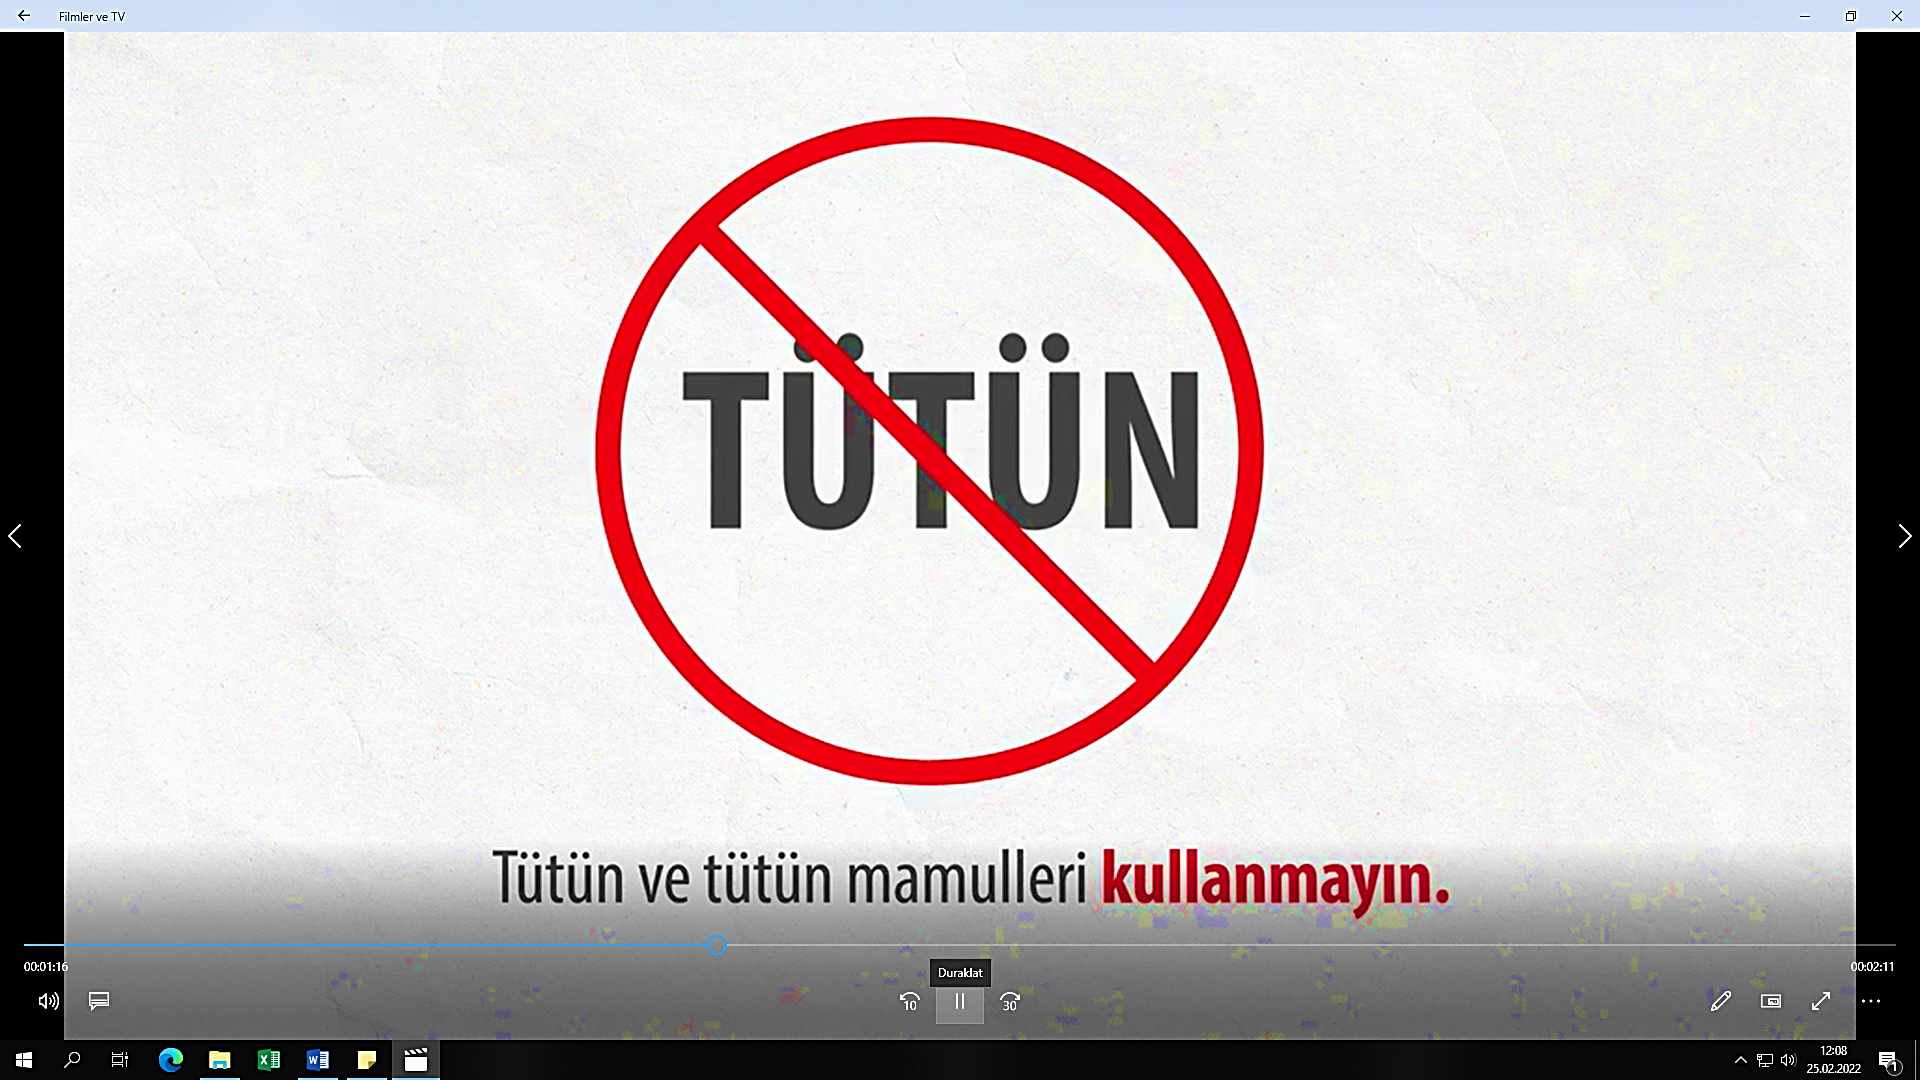 Filmler ve TV
TÜTÜN
Tütün ve tütün mamulleri kullanmayın.
00:01:16
00:02:11
Duraklat
10
30
12:08
25.02.2022
1